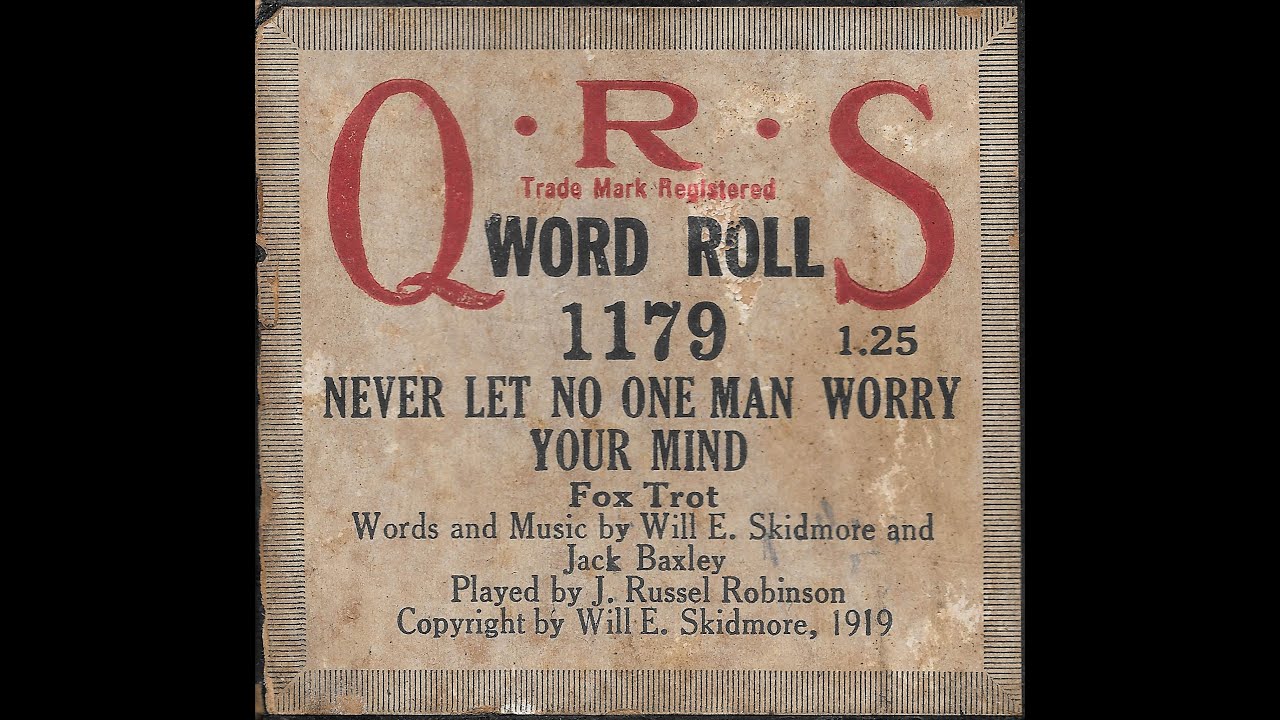 Q·R·S
Trade Mark Registered
WORD ROLL
1179 1.25
NEVER LET NO ONE MAN WORRY
YOUR MIND
Fox Trot
Words and Music by Will E. Skidmore and
Jack Baxley
Played by J. Russel Robinson
Copyright by Will E. Skidmore, 1919